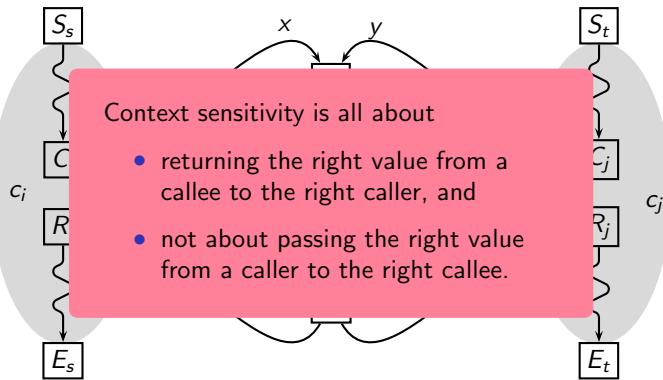 S_s
x
y
S_t
Context sensitivity is all about
• returning the right value from a
callee to the right caller, and
• not about passing the right value
from a caller to the right callee.
C
C_j
c_i
c_j
R
R_j
E_s
E_t